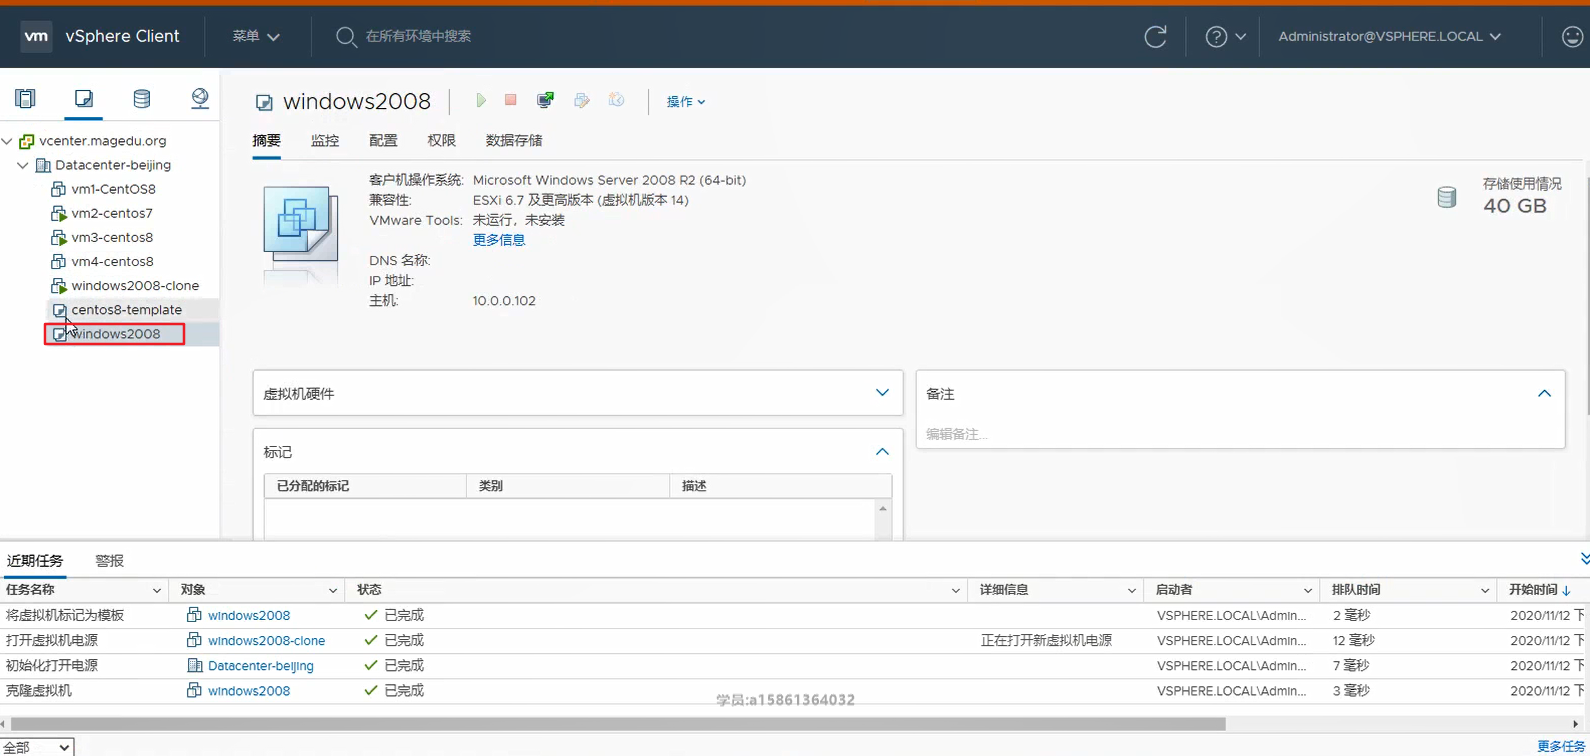 vm vSphere Client 菜单 在所有环境中搜索 Administrator@VSPHERE.LOCAL
windows2008 操作
摘要 监控 配置 权限 数据存储
vcenter.magedu.org
Datacenter-beijing
vm1-CentOS8
vm2-centos7
vm3-centos8
vm4-centos8
windows2008-clone
centos8-template
windows2008
客户机操作系统: Microsoft Windows Server 2008 R2 (64-bit)
兼容性: ESXi 6.7 及更高版本 (虚拟机版本 14)
VMware Tools: 未运行，未安装
更多信息
DNS 名称:
IP 地址:
主机: 10.0.0.102
存储使用情况
40 GB
虚拟机硬件
备注
编辑备注...
标记
已分配的标记 类别 描述
近期任务 警报
任务名称 对象 状态 详细信息 启动者 排队时间 开始时间
将虚拟机标记为模板 windows2008 已完成 VSPHERE.LOCAL\Admin... 2 毫秒 2020/11/12 下
打开虚拟机电源 windows2008-clone 已完成 正在打开新虚拟机电源 VSPHERE.LOCAL\Admin... 12 毫秒 2020/11/12 下
初始化打开电源 Datacenter-beijing 已完成 VSPHERE.LOCAL\Admin... 7 毫秒 2020/11/12 下
克隆虚拟机 windows2008 已完成 VSPHERE.LOCAL\Admin... 3 毫秒 2020/11/12 下
学员:a15861364032
全部 更多任务